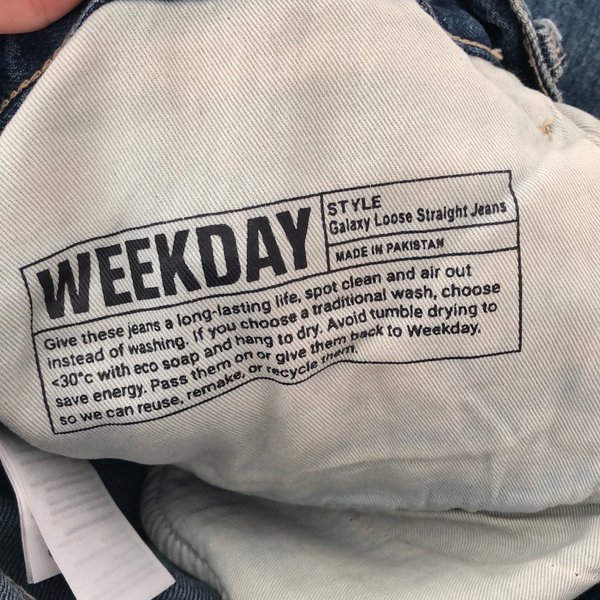 WEEKDAY
STYLE
Galaxy Loose Straight Jeans
MADE IN PAKISTAN
Give these jeans a long-lasting life, spot clean and air out
instead of washing. If you choose a traditional wash, choose
<30°c with eco soap and hang to dry. Avoid tumble drying to
save energy. Pass them on or give them back to Weekday.
so we can reuse, remake, or recycle them.